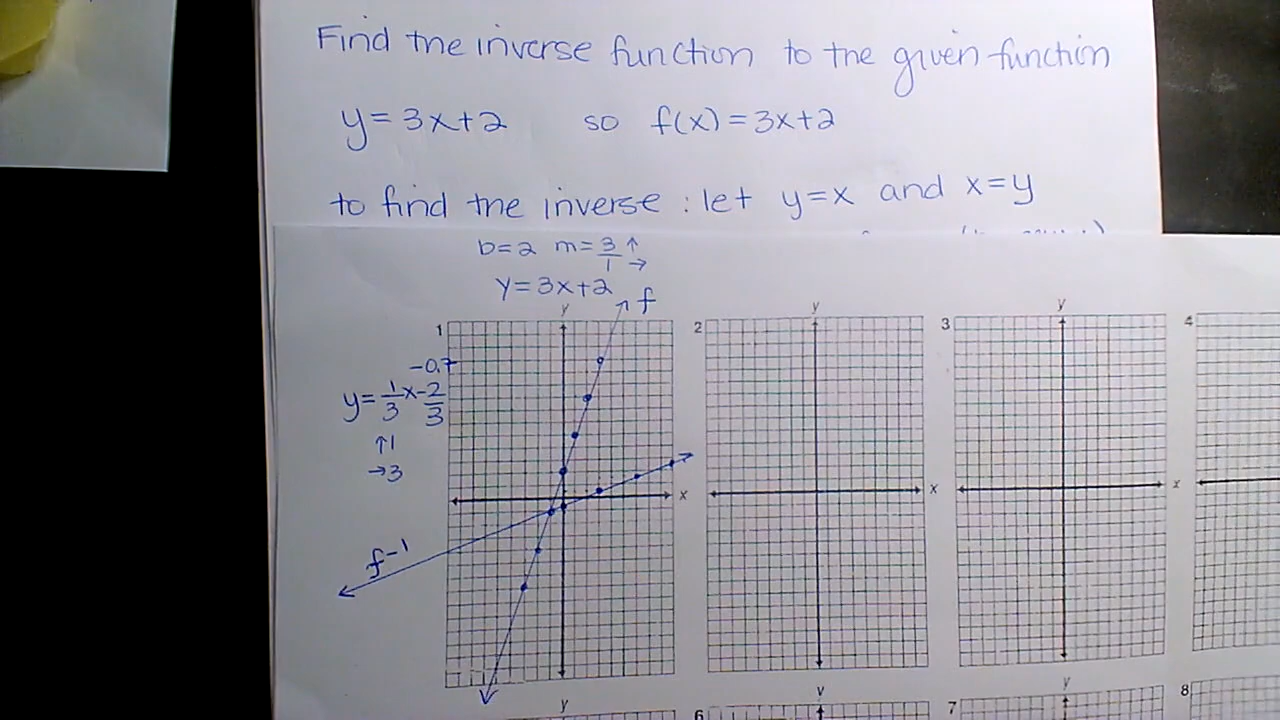 Find the inverse function to the given function
y = 3x+2 so f(x) = 3x+2
to find the inverse : let y=x and x=y
b=2 m=3/1 ↑ →
y=3x+2
f
y
y
y
1
2
3
4
-0.7
y=1/3x-2/3
↑1
→3
x
x
x
f⁻¹
y
y
y
6
7
8